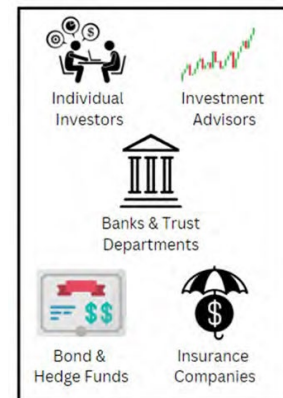 Individual
Investors
Investment
Advisors
Banks & Trust
Departments
$$
Bond &
Hedge Funds
$
Insurance
Companies